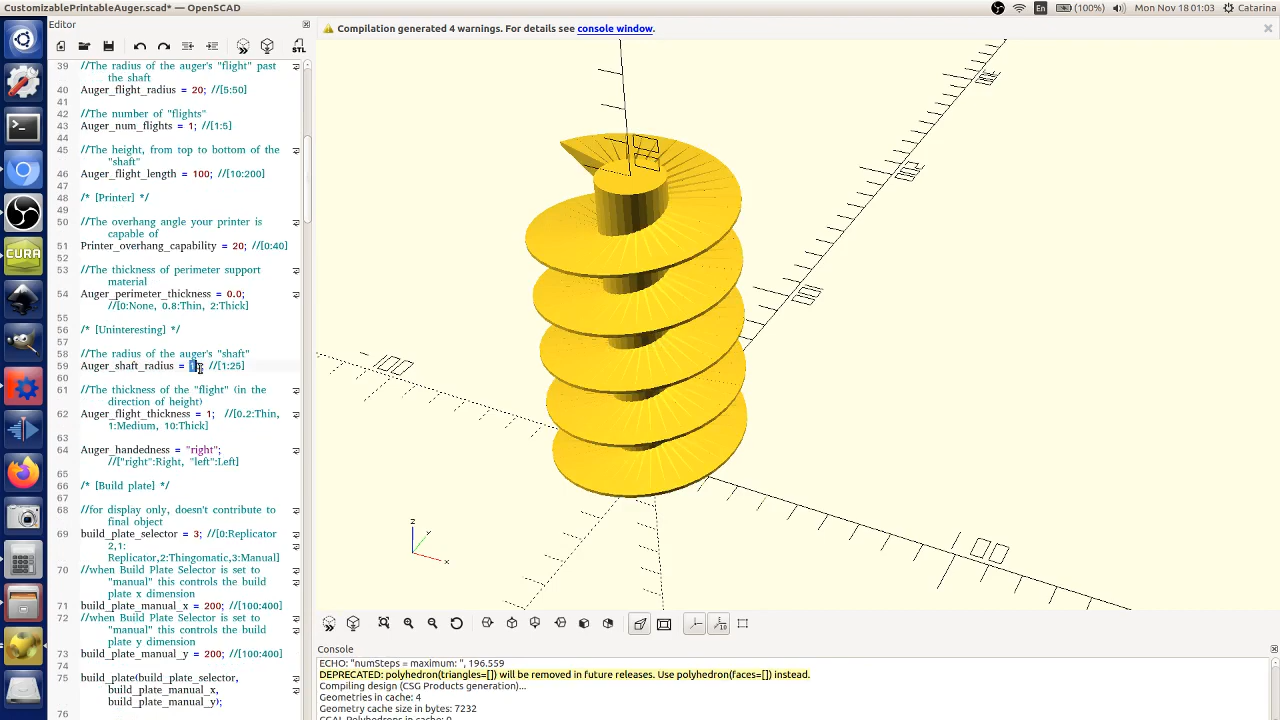 CustomizablePrintableAuger.scad* — OpenSCAD
En
(100%)
Mon Nov 18 01:03
Catarina
Editor
STL
39 //The radius of the auger's "flight" past
the shaft
40 Auger_flight_radius = 20; //[5:50]
41
42 //The number of "flights"
43 Auger_num_flights = 1; //[1:5]
44
45 //The height, from top to bottom of the
"shaft"
46 Auger_flight_length = 100; //[10:200]
47
48 /* [Printer] */
49
50 //The overhang angle your printer is
capable of
51 Printer_overhang_capability = 20; //[0:40]
52
53 //The thickness of perimeter support
material
54 Auger_perimeter_thickness = 0.0;
//[0:None, 0.8:Thin, 2:Thick]
55
56 /* [Uninteresting] */
57
58 //The radius of the auger's "shaft"
59 Auger_shaft_radius = ; //[1:25]
60
61 //The thickness of the "flight" (in the
direction of height)
62 Auger_flight_thickness = 1; //[0.2:Thin,
1:Medium, 10:Thick]
63
64 Auger_handedness = "right";
//["right":Right, "left":Left]
65
66 /* [Build plate] */
67
68 //for display only, doesn't contribute to
final object
69 build_plate_selector = 3; //[0:Replicator
2,1:
Replicator,2:Thingomatic,3:Manual]
70 //when Build Plate Selector is set to
"manual" this controls the build
plate x dimension
71 build_plate_manual_x = 200; //[100:400]
72 //when Build Plate Selector is set to
"manual" this controls the build
plate y dimension
73 build_plate_manual_y = 200; //[100:400]
74
75 build_plate(build_plate_selector,
build_plate_manual_x,
build_plate_manual_y);
76
Compilation generated 4 warnings. For details see console window.
z
y
x
Console
ECHO: "numSteps = maximum: ", 196.559
DEPRECATED: polyhedron(triangles=[]) will be removed in future releases. Use polyhedron(faces=[]) instead.
Compiling design (CSG Products generation)...
Geometries in cache: 4
Geometry cache size in bytes: 7232
CGAL Polyhedrons in cache: 0
CURA